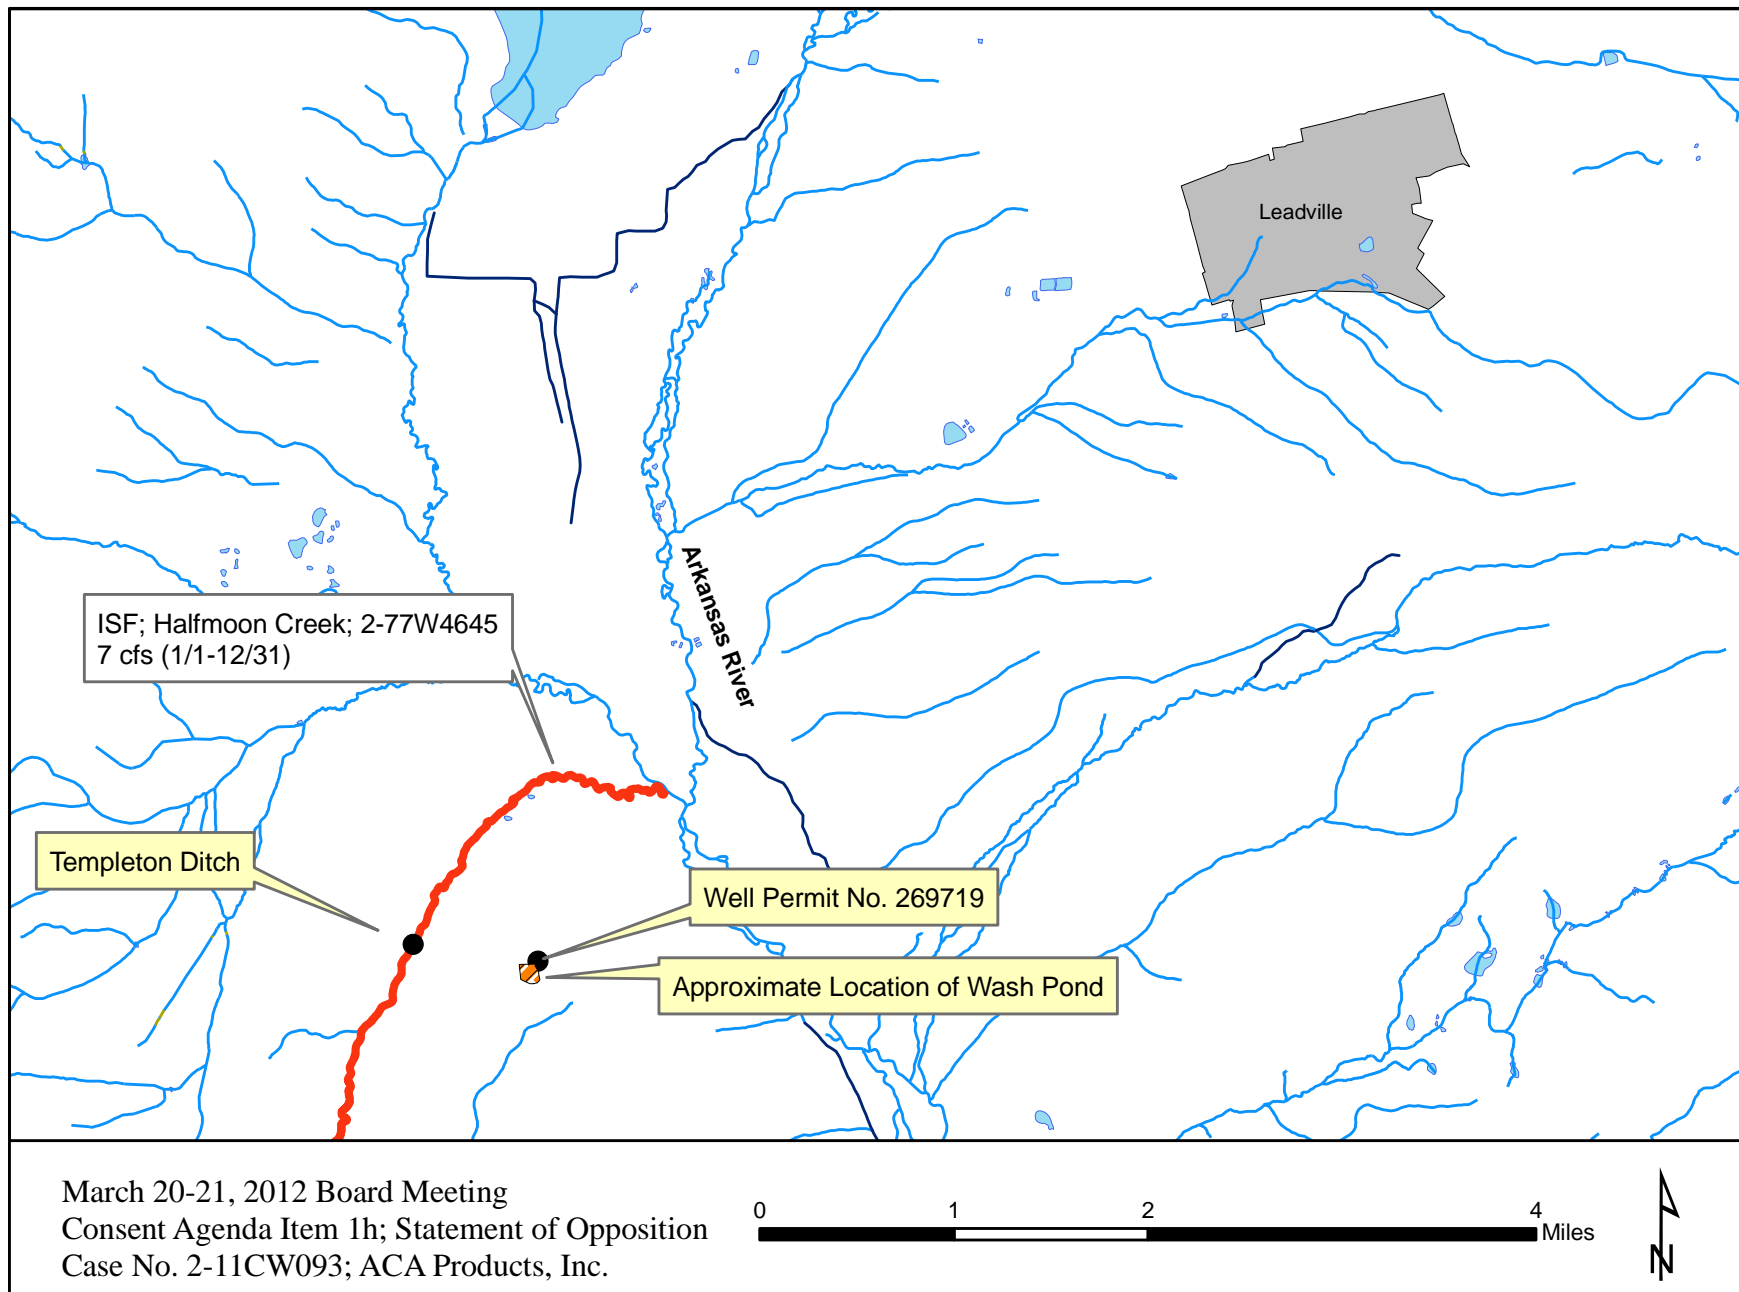 Leadville
Arkansas River
ISF; Halfmoon Creek; 2-77W4645
7 cfs (1/1-12/31)
Templeton Ditch
Well Permit No. 269719
Approximate Location of Wash Pond
March 20-21, 2012 Board Meeting
Consent Agenda Item 1h; Statement of Opposition
Case No. 2-11CW093; ACA Products, Inc.
0 1 2 4
Miles
N